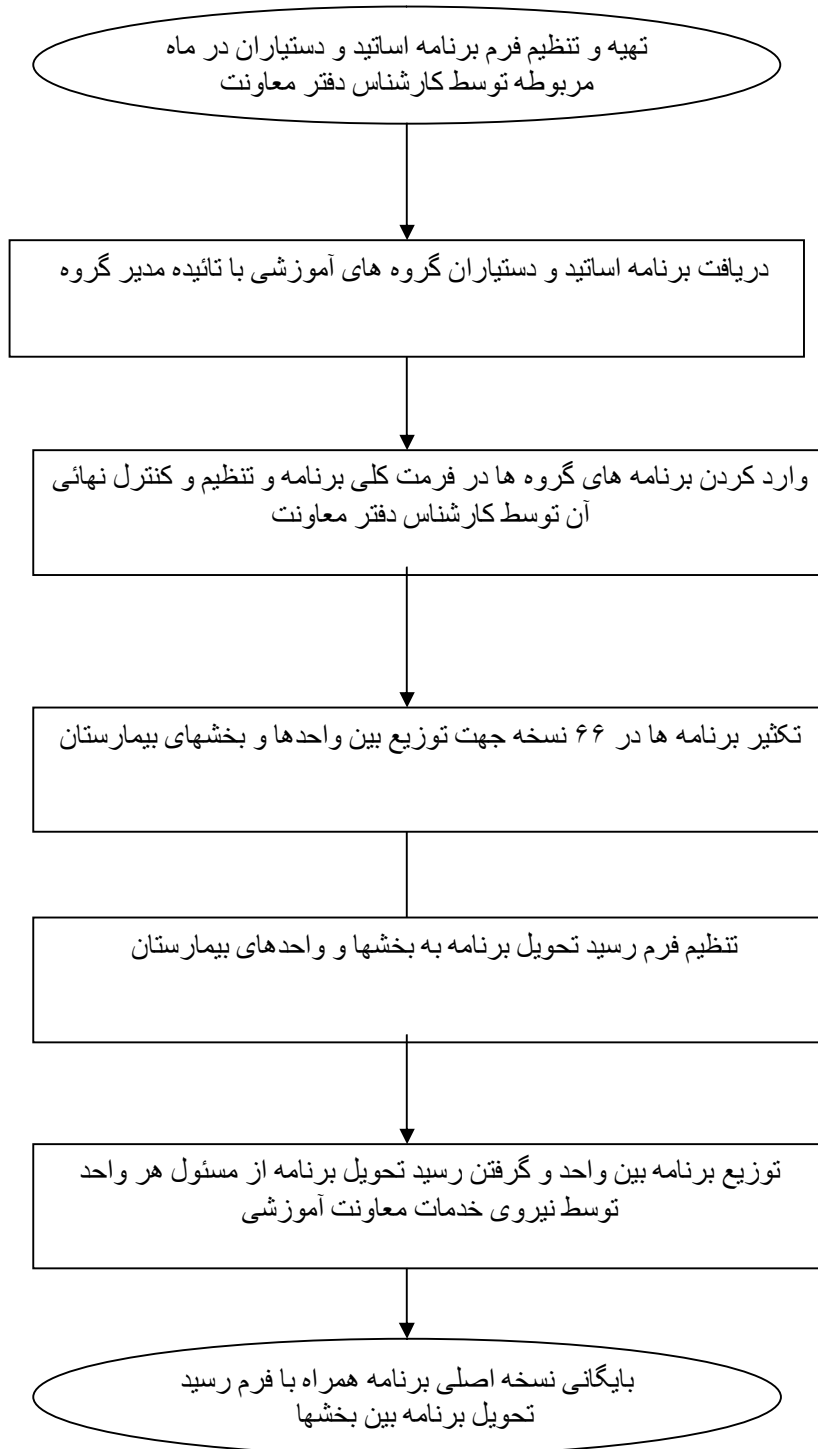 تهیه و تنظیم فرم برنامه اساتید و دستیاران در ماه
مربوطه توسط کارشناس دفتر معاونت
دریافت برنامه اساتید و دستیاران گروه های آموزشی با تائیده مدیر گروه
وارد کردن برنامه های گروه ها در فرمت کلی برنامه و تنظیم و کنترل نهائی
آن توسط کارشناس دفتر معاونت
تکثیر برنامه ها در ۶۶ نسخه جهت توزیع بین واحدها و بخشهای بیمارستان
تنظیم فرم رسید تحویل برنامه به بخشها و واحدهای بیمارستان
توزیع برنامه بین واحد و گرفتن رسید تحویل برنامه از مسئول هر واحد
توسط نیروی خدمات معاونت آموزشی
بایگانی نسخه اصلی برنامه همراه با فرم رسید
تحویل برنامه بین بخشها